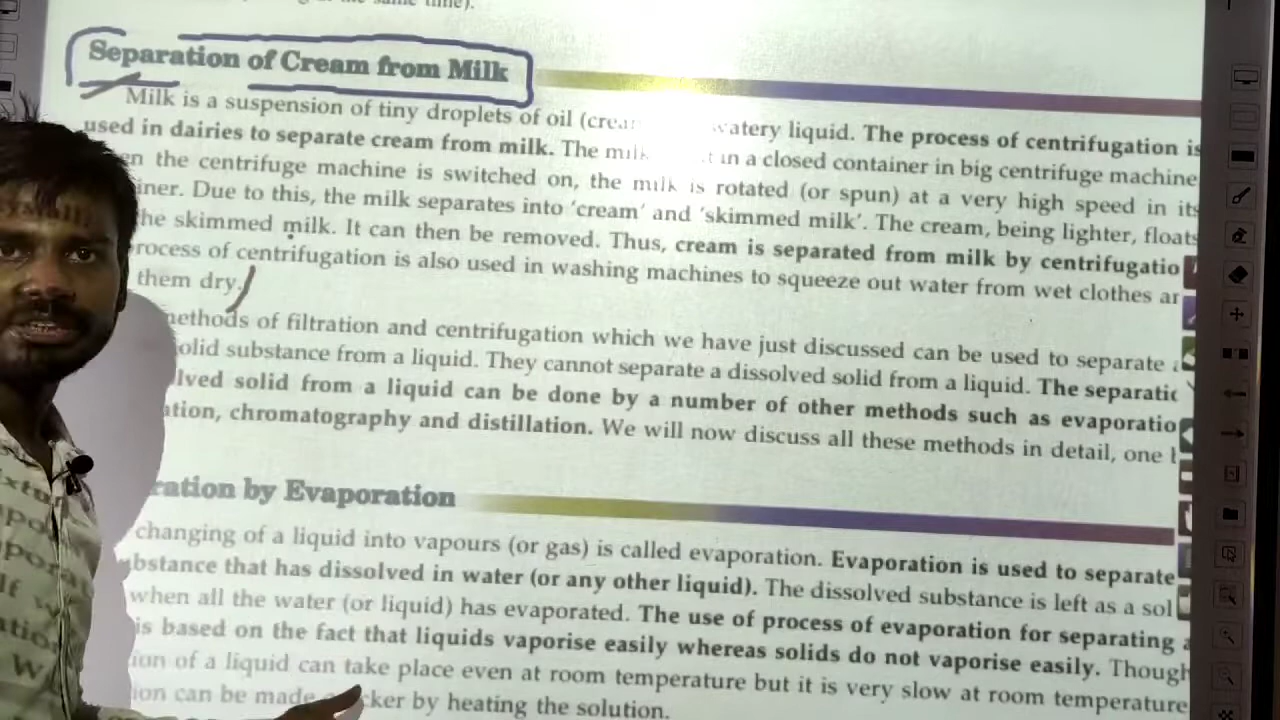 same time).
Separation of Cream from Milk
Milk is a suspension of tiny droplets of oil watery liquid. The process of centrifugation is
used in dairies to separate cream from milk. The milk in a closed container in big centrifuge machine
the centrifuge machine is switched on, the milk is rotated (or spun) at a very high speed in its
Due to this, the milk separates into ‘cream’ and ‘skimmed milk’. The cream, being lighter, floats
the skimmed milk. It can then be removed. Thus, cream is separated from milk by centrifugatio
rocess of centrifugation is also used in washing machines to squeeze out water from wet clothes ar
them dry.
methods of filtration and centrifugation which we have just discussed can be used to separate
olid substance from a liquid. They cannot separate a dissolved solid from a liquid. The separatio
lved solid from a liquid can be done by a number of other methods such as evaporatio
ation, chromatography and distillation. We will now discuss all these methods in detail, one
ration by Evaporation
changing of a liquid into vapours (or gas) is called evaporation. Evaporation is used to separate
bstance that has dissolved in water (or any other liquid). The dissolved substance is left as a sol
when all the water (or liquid) has evaporated. The use of process of evaporation for separating
is based on the fact that liquids vaporise easily whereas solids do not vaporise easily. Though
ion of a liquid can take place even at room temperature but it is very slow at room temperature
ion can be made by heating the solution.